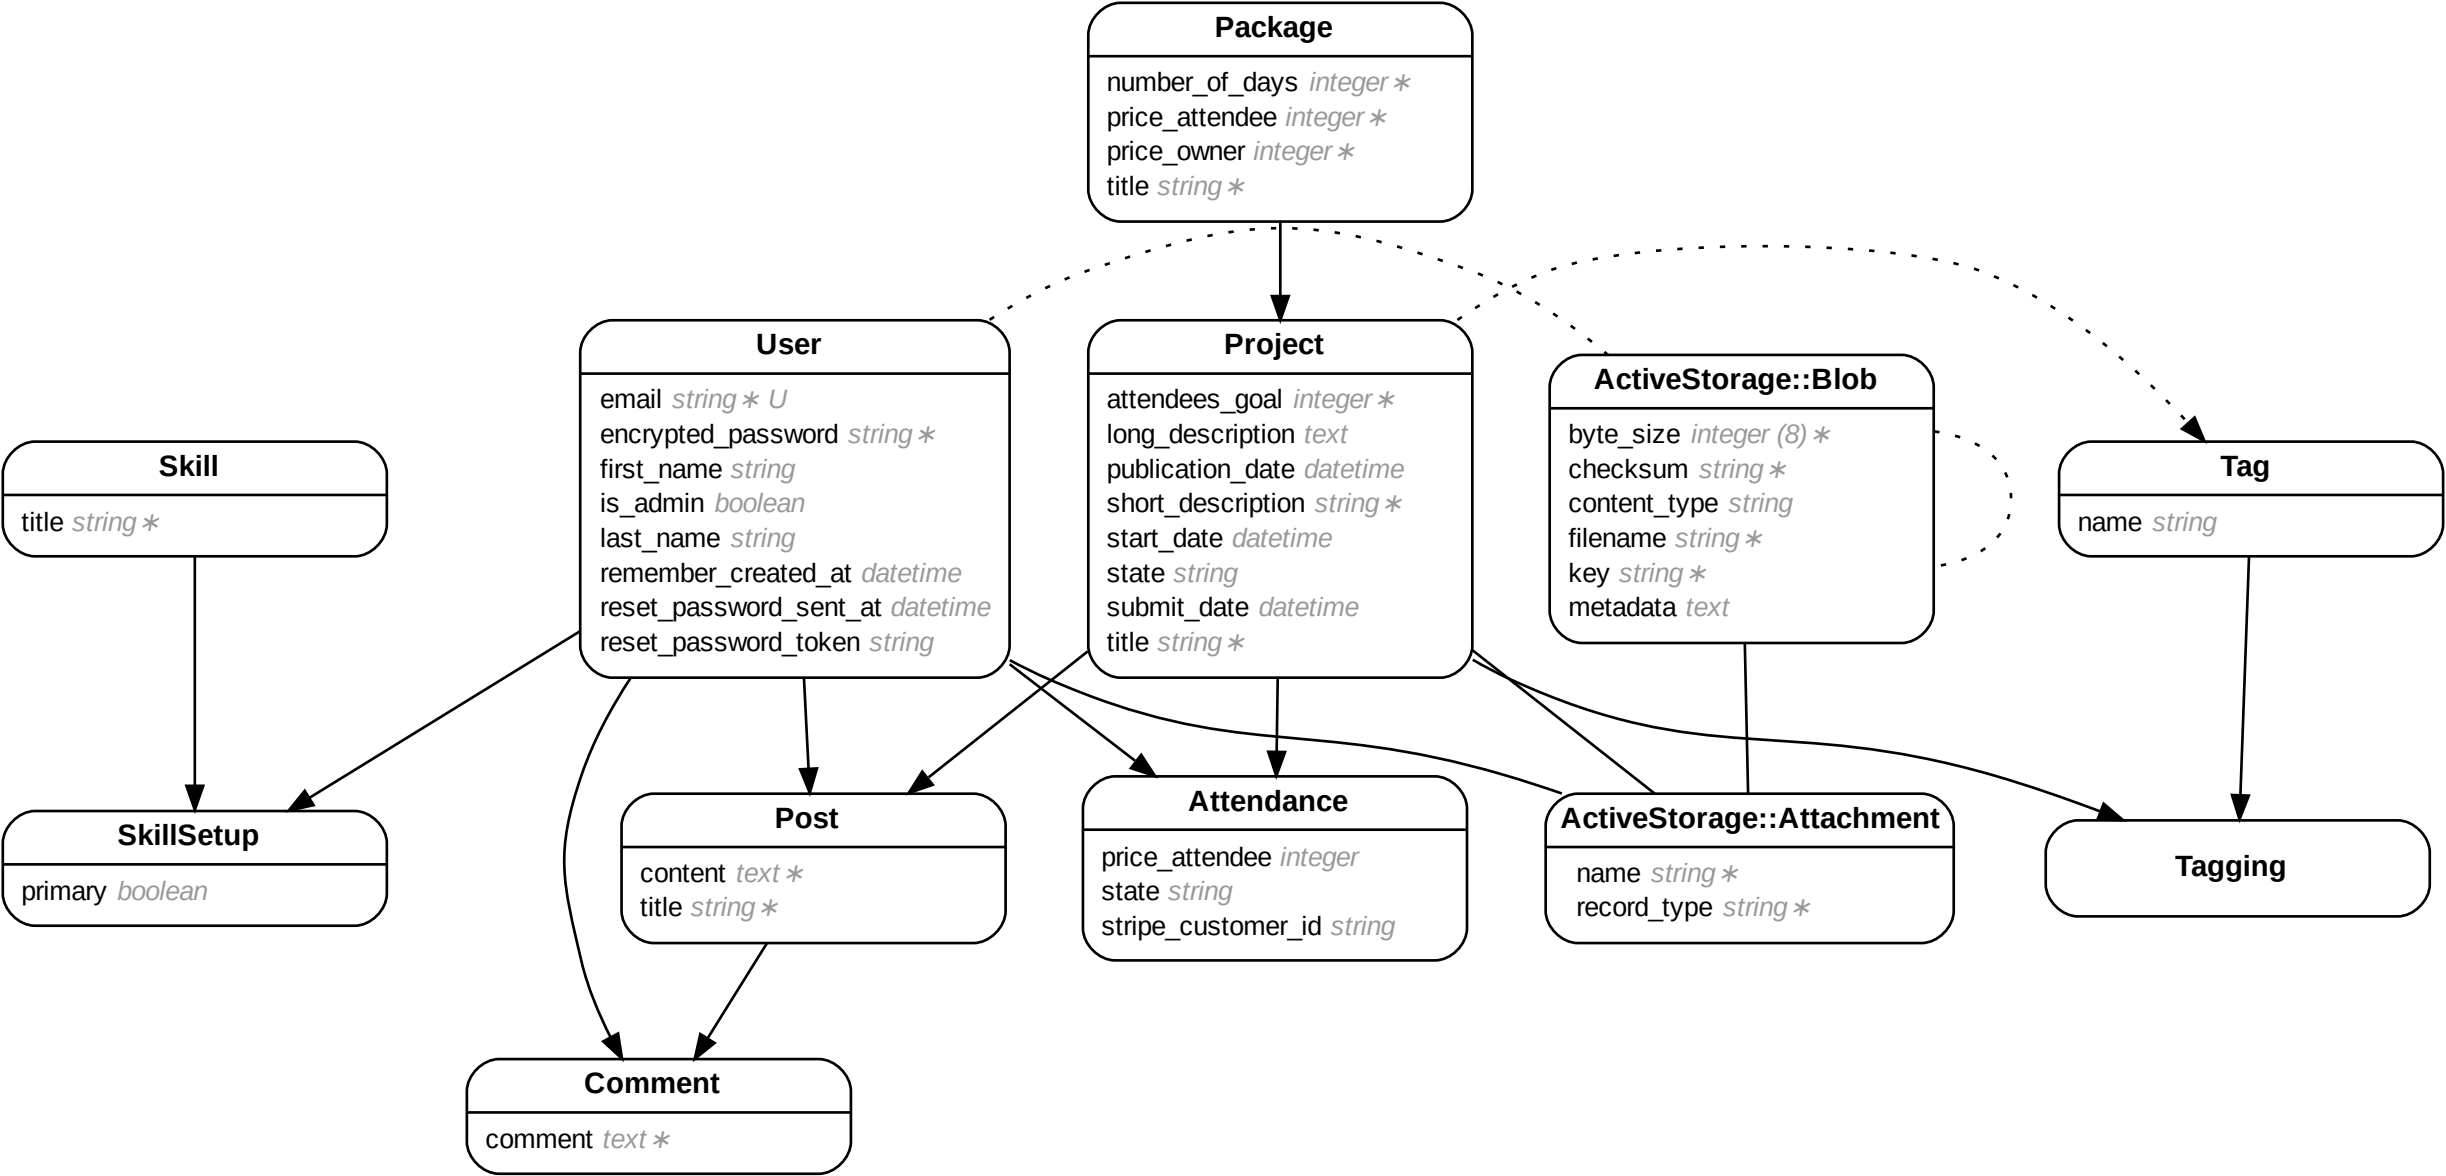 Package
number_of_days integer∗
price_attendee integer∗
price_owner integer∗
title string∗
User
email string∗ U
encrypted_password string∗
first_name string
is_admin boolean
last_name string
remember_created_at datetime
reset_password_sent_at datetime
reset_password_token string
Project
attendees_goal integer∗
long_description text
publication_date datetime
short_description string∗
start_date datetime
state string
submit_date datetime
title string∗
ActiveStorage::Blob
byte_size integer (8)∗
checksum string∗
content_type string
filename string∗
key string∗
metadata text
Skill
title string∗
Tag
name string
SkillSetup
primary boolean
Post
content text∗
title string∗
Attendance
price_attendee integer
state string
stripe_customer_id string
ActiveStorage::Attachment
name string∗
record_type string∗
Tagging
Comment
comment text∗